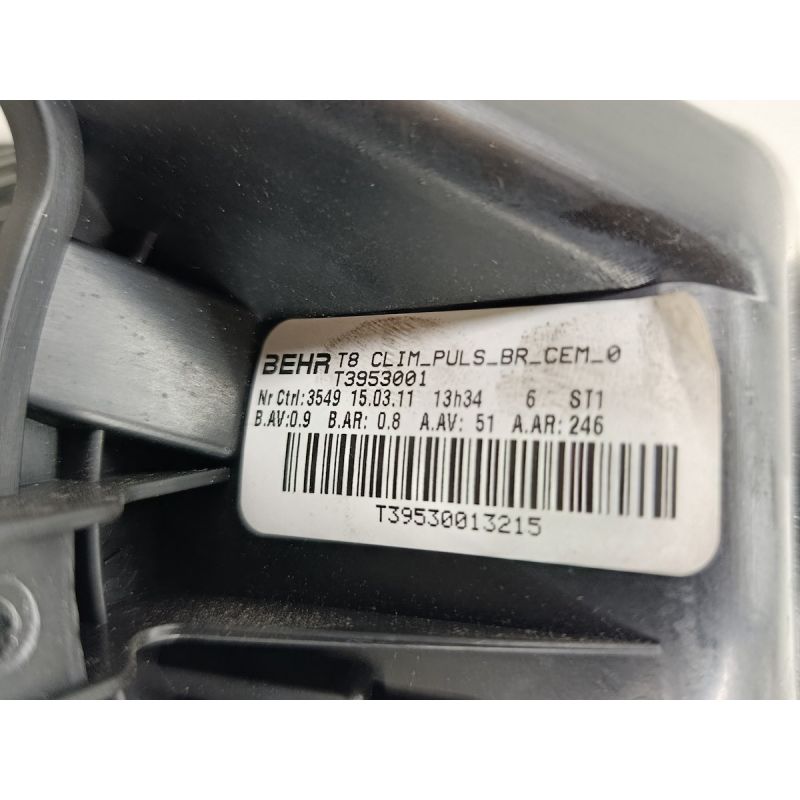 BEHR T8 CLIM_PULS_BR_CEM_0
T3953001
Nr Ctrl:3549 15.03.11 13h34 6 ST1
B.AV:0.9 B.AR: 0.8 A.AV: 51 A.AR: 246
T39530013215